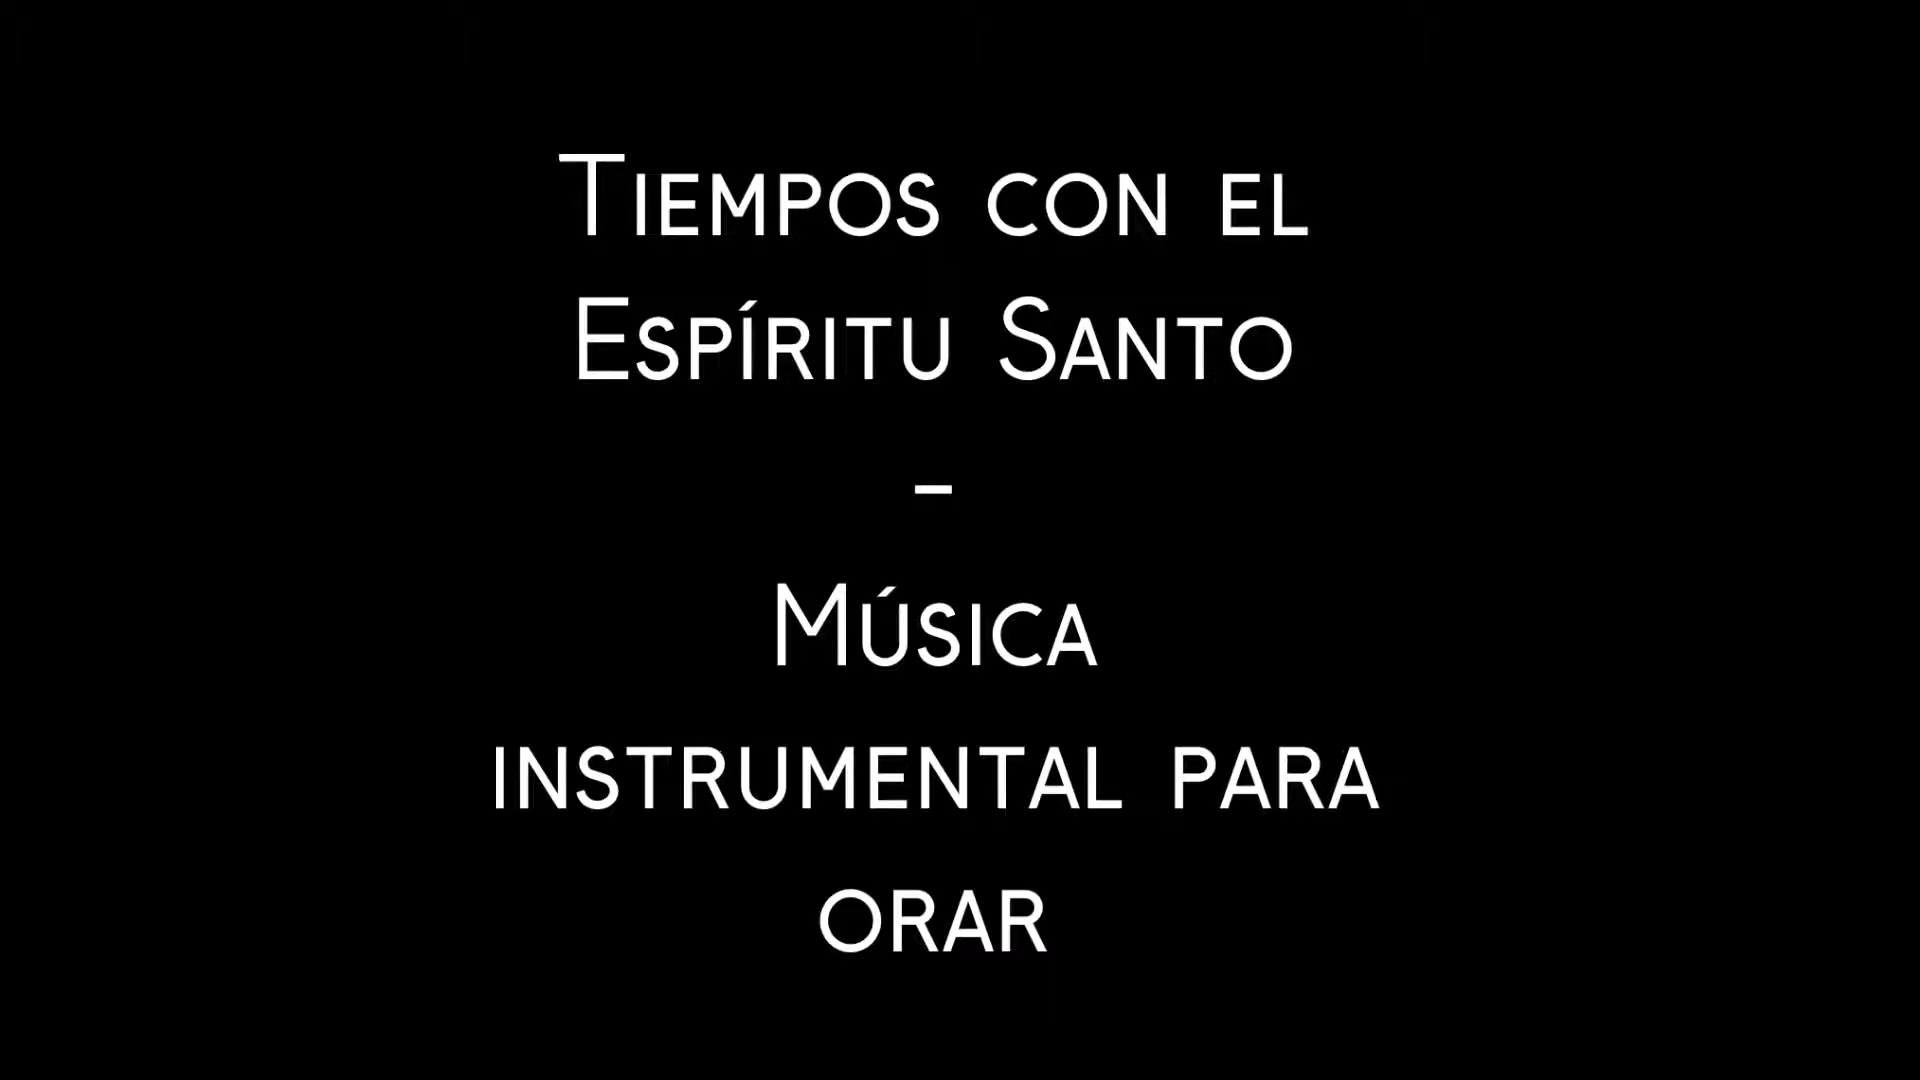 Tiempos con el
Espíritu Santo
-
Música
instrumental para
orar